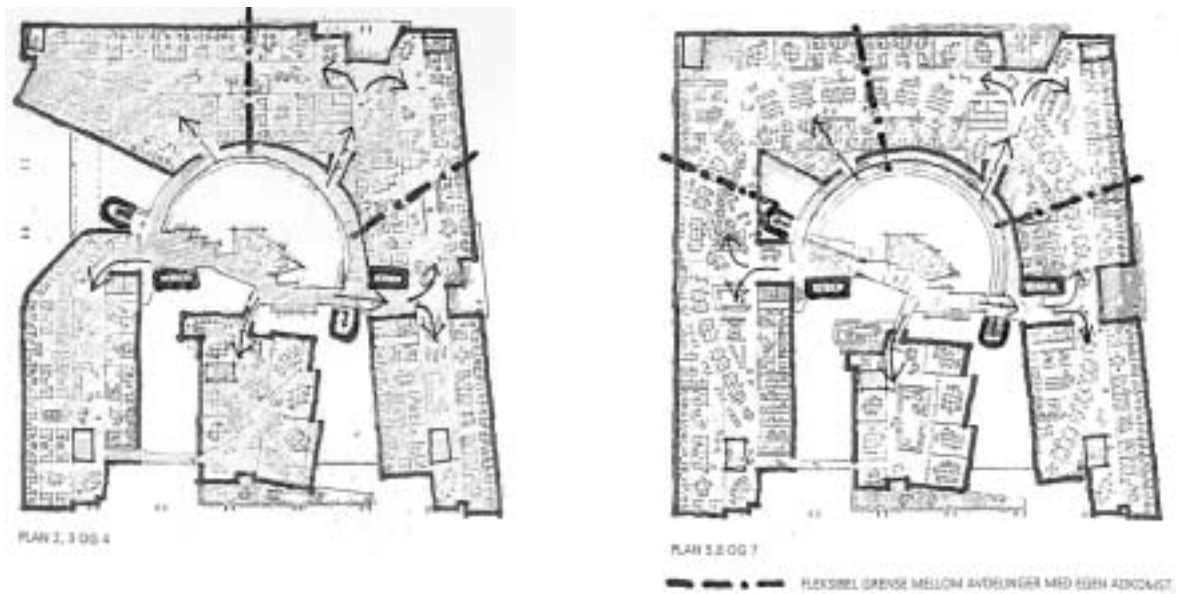 PLAN 2, 3 OG 4
PLAN 5,6 OG 7
FLEKSIBEL GRENSE MELLOM AVDELINGER MED EGEN ADKOMST